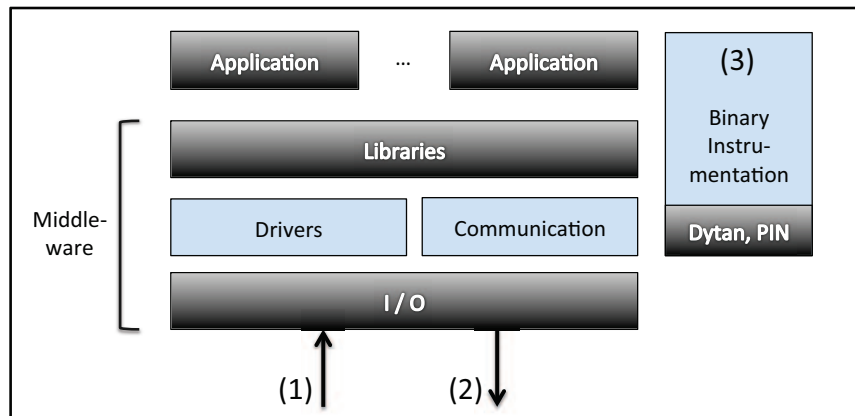 Application
...
Application
(3)
Binary
Instru-
mentation
Dytan, PIN
Middle-
ware
Libraries
Drivers
Communication
I / O
(1)
(2)